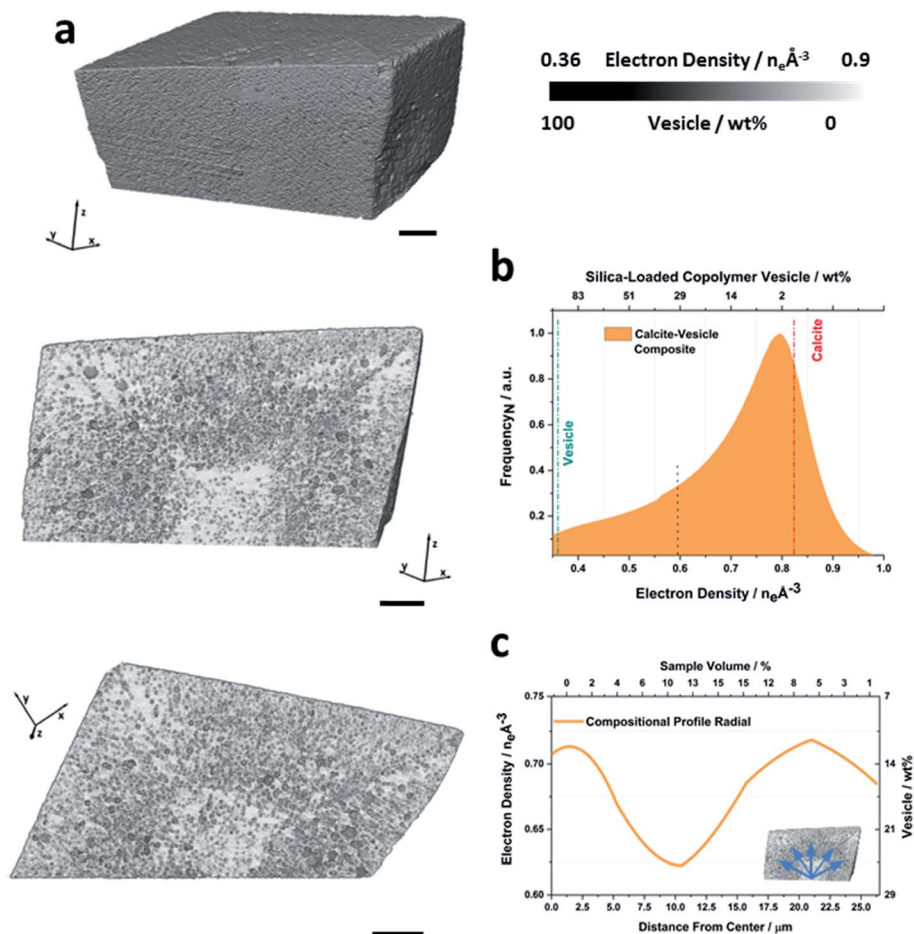 a
0.36 Electron Density / nₑÅ⁻³ 0.9
100 Vesicle / wt% 0
z
y
x
b
Silica-Loaded Copolymer Vesicle / wt%
83 51 29 14 2
Calcite-Vesicle
Composite
Vesicle
Calcite
Frequency_N / a.u.
1.0
0.8
0.6
0.4
0.2
0.4 0.5 0.6 0.7 0.8 0.9 1.0
Electron Density / nₑÅ⁻³
z
y
x
c
Sample Volume / %
0 2 4 6 10 13 15 15 12 8 5 3 1
Compositional Profile Radial
Electron Density / nₑÅ⁻³
0.75
0.70
0.65
0.60
7
14
21
29
Vesicle / wt%
0.0 2.5 5.0 7.5 10.0 12.5 15.0 17.5 20.0 22.5 25.0
Distance From Center / μm
y
x
z